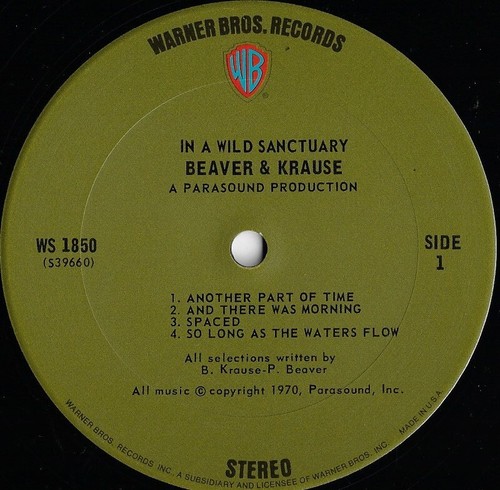 WARNER BROS. RECORDS
WB
®
IN A WILD SANCTUARY
BEAVER & KRAUSE
A PARASOUND PRODUCTION
WS 1850
(S39660)
SIDE
1
1. ANOTHER PART OF TIME
2. AND THERE WAS MORNING
3. SPACED
4. SO LONG AS THE WATERS FLOW
All selections written by
B. Krause-P. Beaver
All music © copyright 1970, Parasound, Inc.
STEREO
WARNER BROS. RECORDS INC. A SUBSIDIARY AND LICENSEE OF WARNER BROS. INC. MADE IN U.S.A.